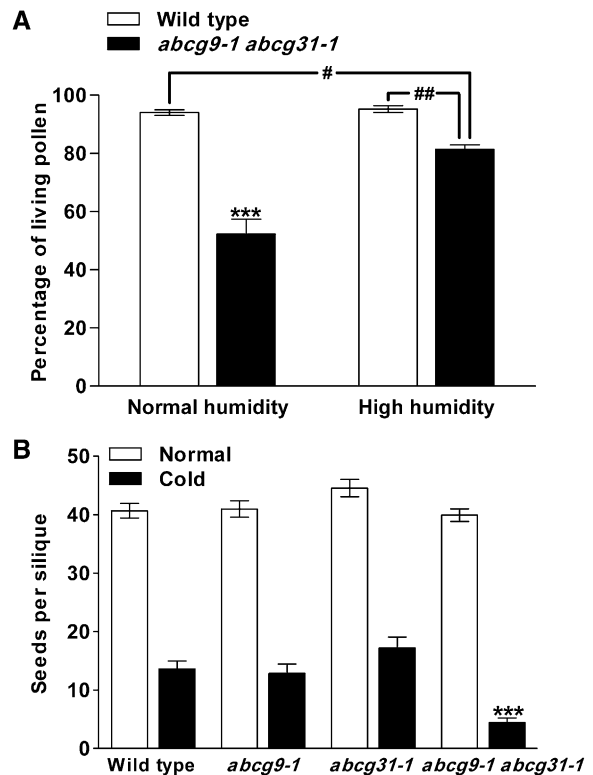 A
Wild type
abcg9-1 abcg31-1
#
##
***
Percentage of living pollen
100
80
60
40
20
0
Normal humidity
High humidity
B
Normal
Cold
Seeds per silique
50
40
30
20
10
0
***
Wild type
abcg9-1
abcg31-1
abcg9-1 abcg31-1